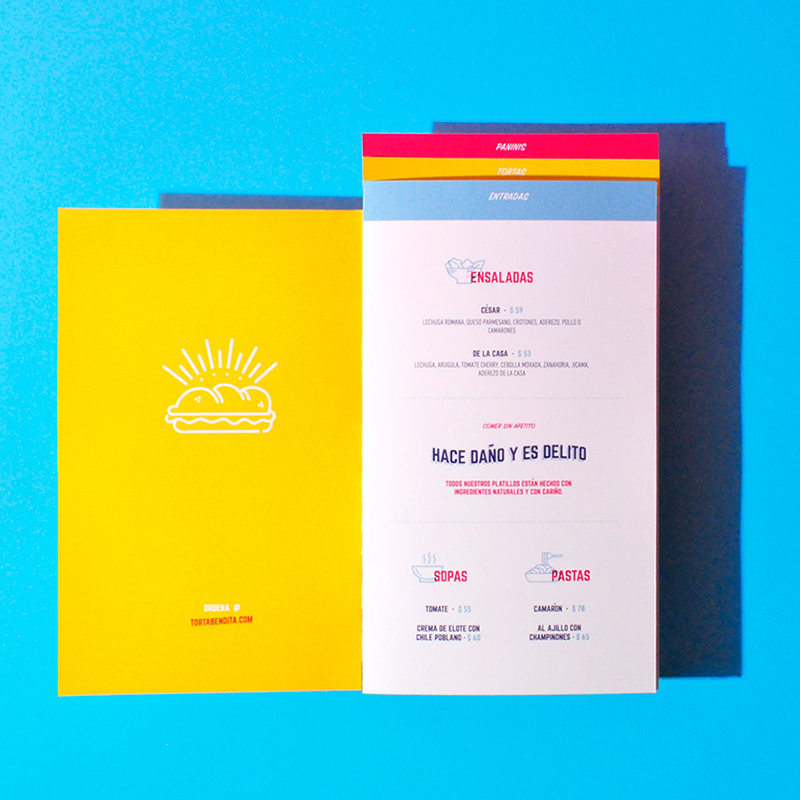 ORDENA @
TORTABENDITA.COM
PANINIS
TORTAS
ENTRADAS
ENSALADAS
CÉSAR · $ 59
LECHUGA ROMANA, QUESO PARMESANO, CROTONES, ADEREZO, POLLO O
CAMARONES
DE LA CASA · $ 53
LECHUGA, ARUGULA, TOMATE CHERRY, CEBOLLA MORADA, ZANAHORIA, JICAMA,
ADEREZO DE LA CASA
COMER SIN APETITO
HACE DAÑO Y ES DELITO
TODOS NUESTROS PLATILLOS ESTÁN HECHOS CON
INGREDIENTES NATURALES Y CON CARIÑO.
SOPAS
TOMATE · $ 55
CREMA DE ELOTE CON
CHILE POBLANO · $ 60
PASTAS
CAMARÓN · $ 78
AL AJILLO CON
CHAMPIÑONES · $ 65